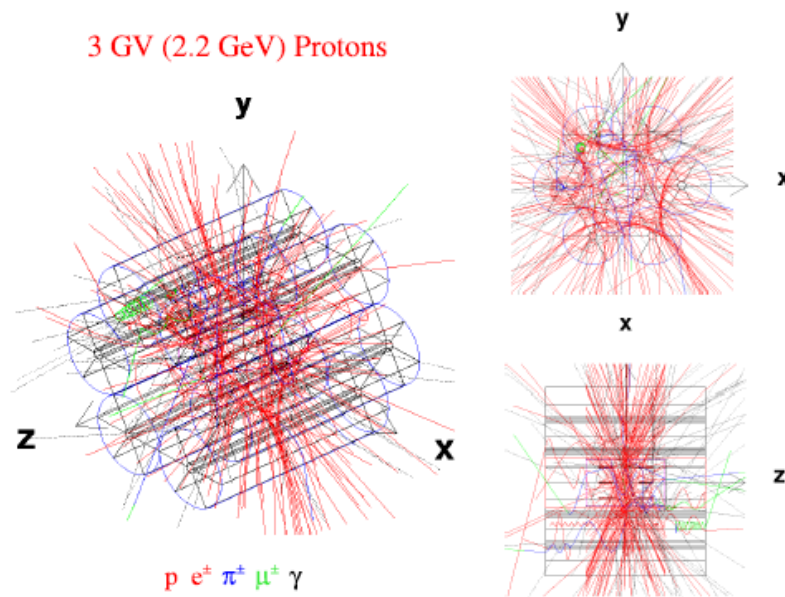 3 GV (2.2 GeV) Protons
y
z
x
p e± π± μ± γ
y
x
x
z